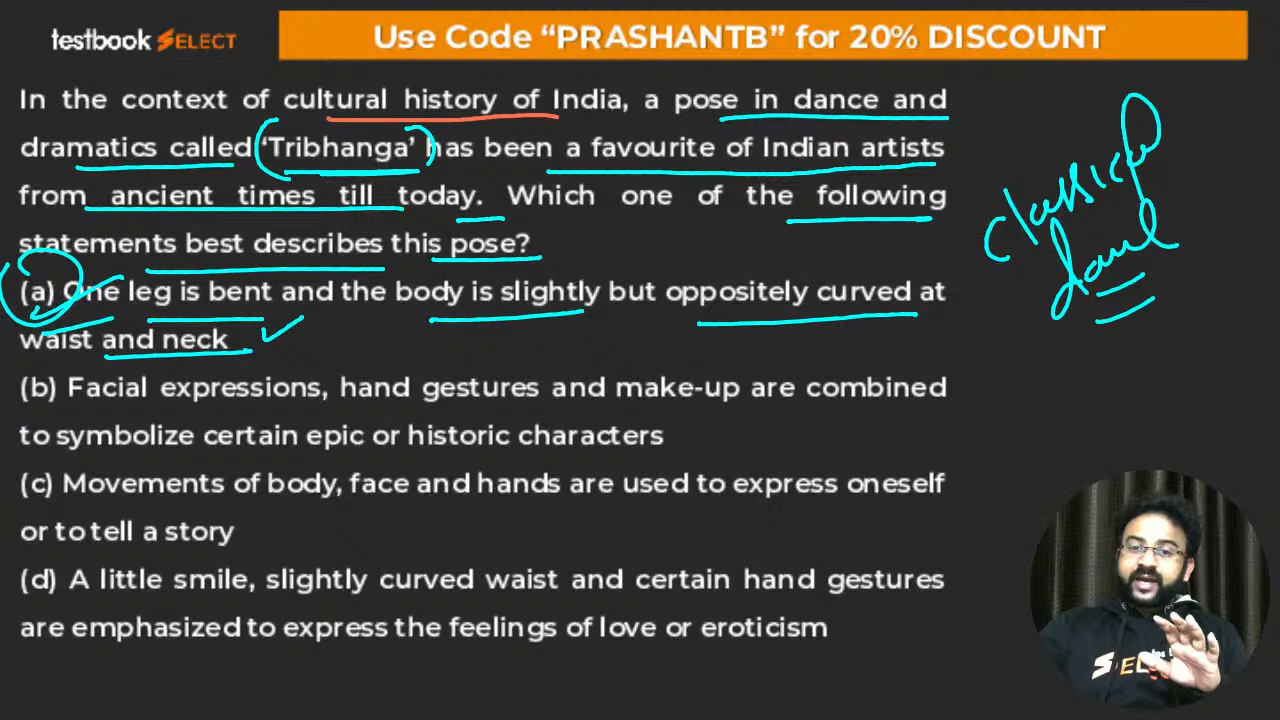 testbook SELECT
Use Code “PRASHANTB” for 20% DISCOUNT
In the context of cultural history of India, a pose in dance and
dramatics called ‘Tribhanga’ has been a favourite of Indian artists
from ancient times till today. Which one of the following
statements best describes this pose?
(a) One leg is bent and the body is slightly but oppositely curved at
waist and neck
(b) Facial expressions, hand gestures and make-up are combined
to symbolize certain epic or historic characters
(c) Movements of body, face and hands are used to express oneself
or to tell a story
(d) A little smile, slightly curved waist and certain hand gestures
are emphasized to express the feelings of love or eroticism
classical
SELE